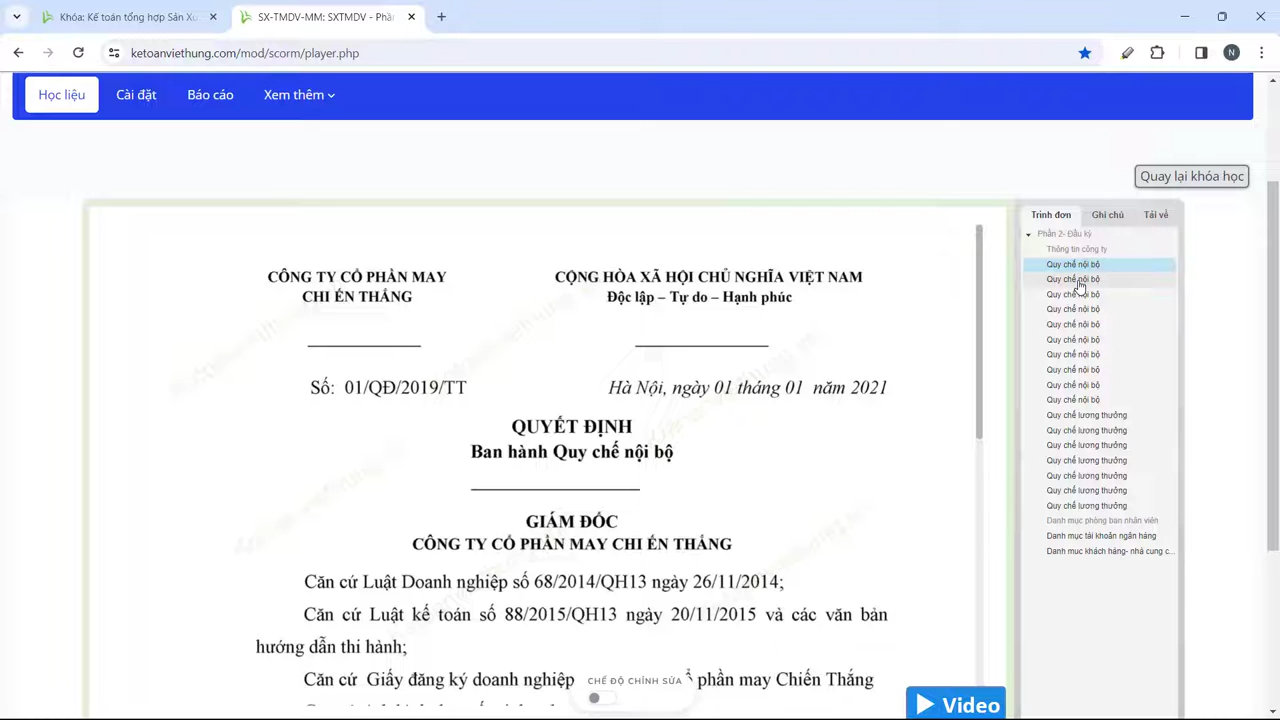 Khóa: Kế toán tổng hợp Sản Xu
SX-TMDV-MM: SXTMDV - Phần
ketoanviethung.com/mod/scorm/player.php
N
Học liệu
Cài đặt
Báo cáo
Xem thêm
Quay lại khóa học
CÔNG TY CỔ PHẦN MAY
CHI ẾN THẮNG
CỘNG HÒA XÃ HỘI CHỦ NGHĨA VIỆT NAM
Độc lập – Tự do – Hạnh phúc
Số: 01/QĐ/2019/TT
Hà Nội, ngày 01 tháng 01 năm 2021
QUYẾT ĐỊNH
Ban hành Quy chế nội bộ
GIÁM ĐỐC
CÔNG TY CỔ PHẦN MAY CHI ẾN THẮNG
Căn cứ Luật Doanh nghiệp số 68/2014/QH13 ngày 26/11/2014;
Căn cứ Luật kế toán số 88/2015/QH13 ngày 20/11/2015 và các văn bản
hướng dẫn thi hành;
Căn cứ Giấy đăng ký doanh nghiệp phần may Chiến Thắng
CHẾ ĐỘ CHỈNH SỬA
Video
Trình đơn
Ghi chú
Tải về
Phần 2- Đầu kỳ
Thông tin công ty
Quy chế nội bộ
Quy chế nội bộ
Quy chế nội bộ
Quy chế nội bộ
Quy chế nội bộ
Quy chế nội bộ
Quy chế nội bộ
Quy chế nội bộ
Quy chế nội bộ
Quy chế nội bộ
Quy chế lương thưởng
Quy chế lương thưởng
Quy chế lương thưởng
Quy chế lương thưởng
Quy chế lương thưởng
Quy chế lương thưởng
Quy chế lương thưởng
Danh mục phòng ban nhân viên
Danh mục tài khoản ngân hàng
Danh mục khách hàng- nhà cung c...